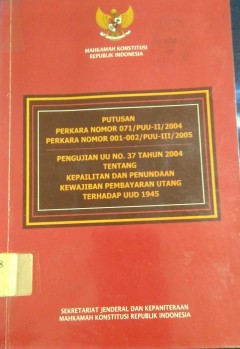 MAHKAMAH KONSTITUSI
REPUBLIK INDONESIA
PUTUSAN
PERKARA NOMOR 071/PUU-II/2004
PERKARA NOMOR 001-002/PUU-III/2005
PENGUJIAN UU NO. 37 TAHUN 2004
TENTANG
KEPAILITAN DAN PENUNDAAN
KEWAJIBAN PEMBAYARAN UTANG
TERHADAP UUD 1945
8
SEKRETARIAT JENDERAL DAN KEPANITERAAN
MAHKAMAH KONSTITUSI REPUBLIK INDONESIA